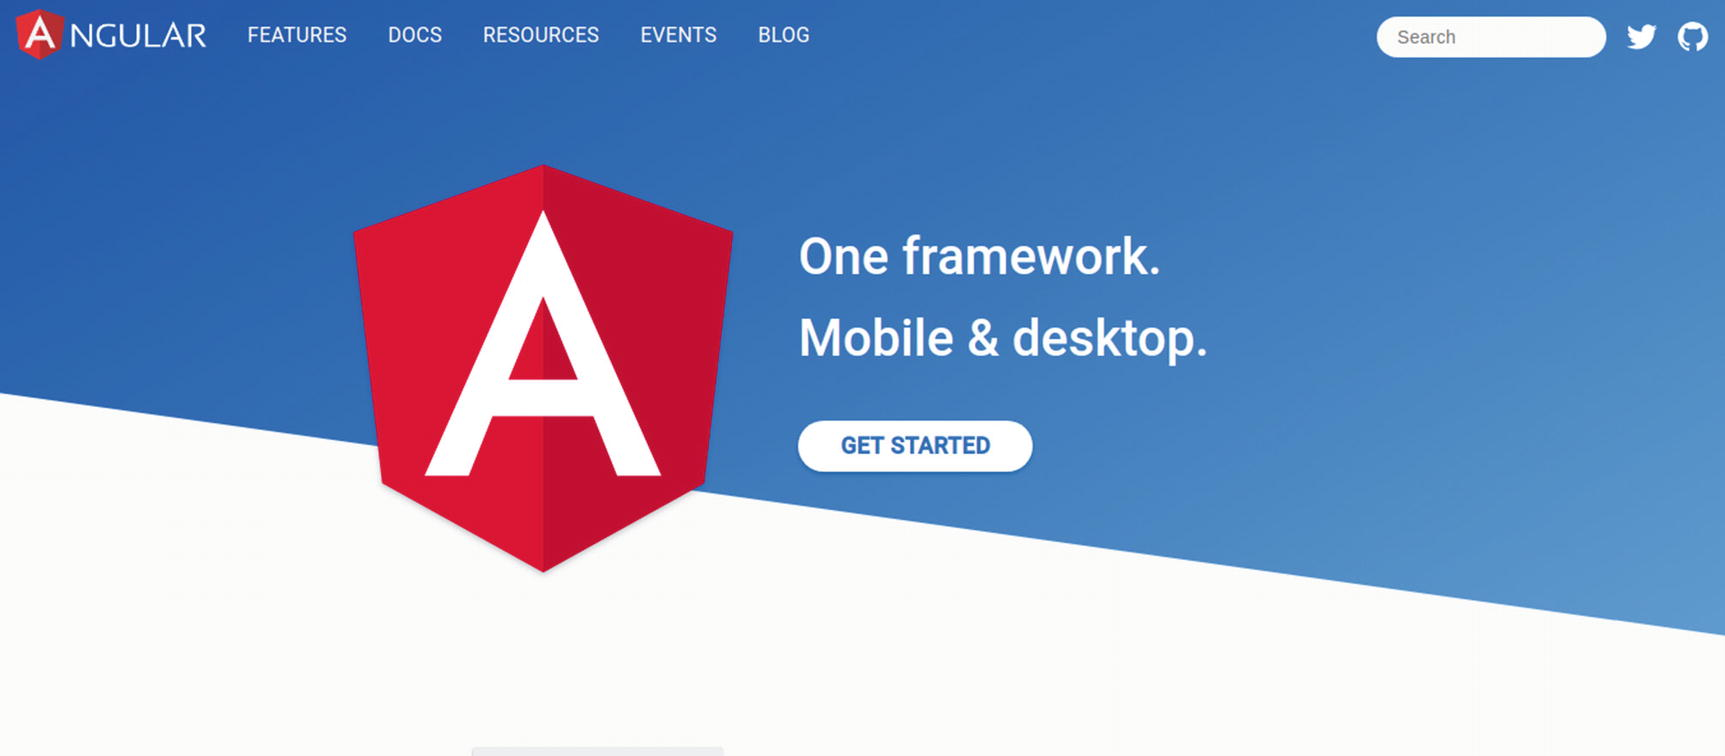 ANGULAR FEATURES DOCS RESOURCES EVENTS BLOG Search
A
One framework.
Mobile & desktop.
GET STARTED